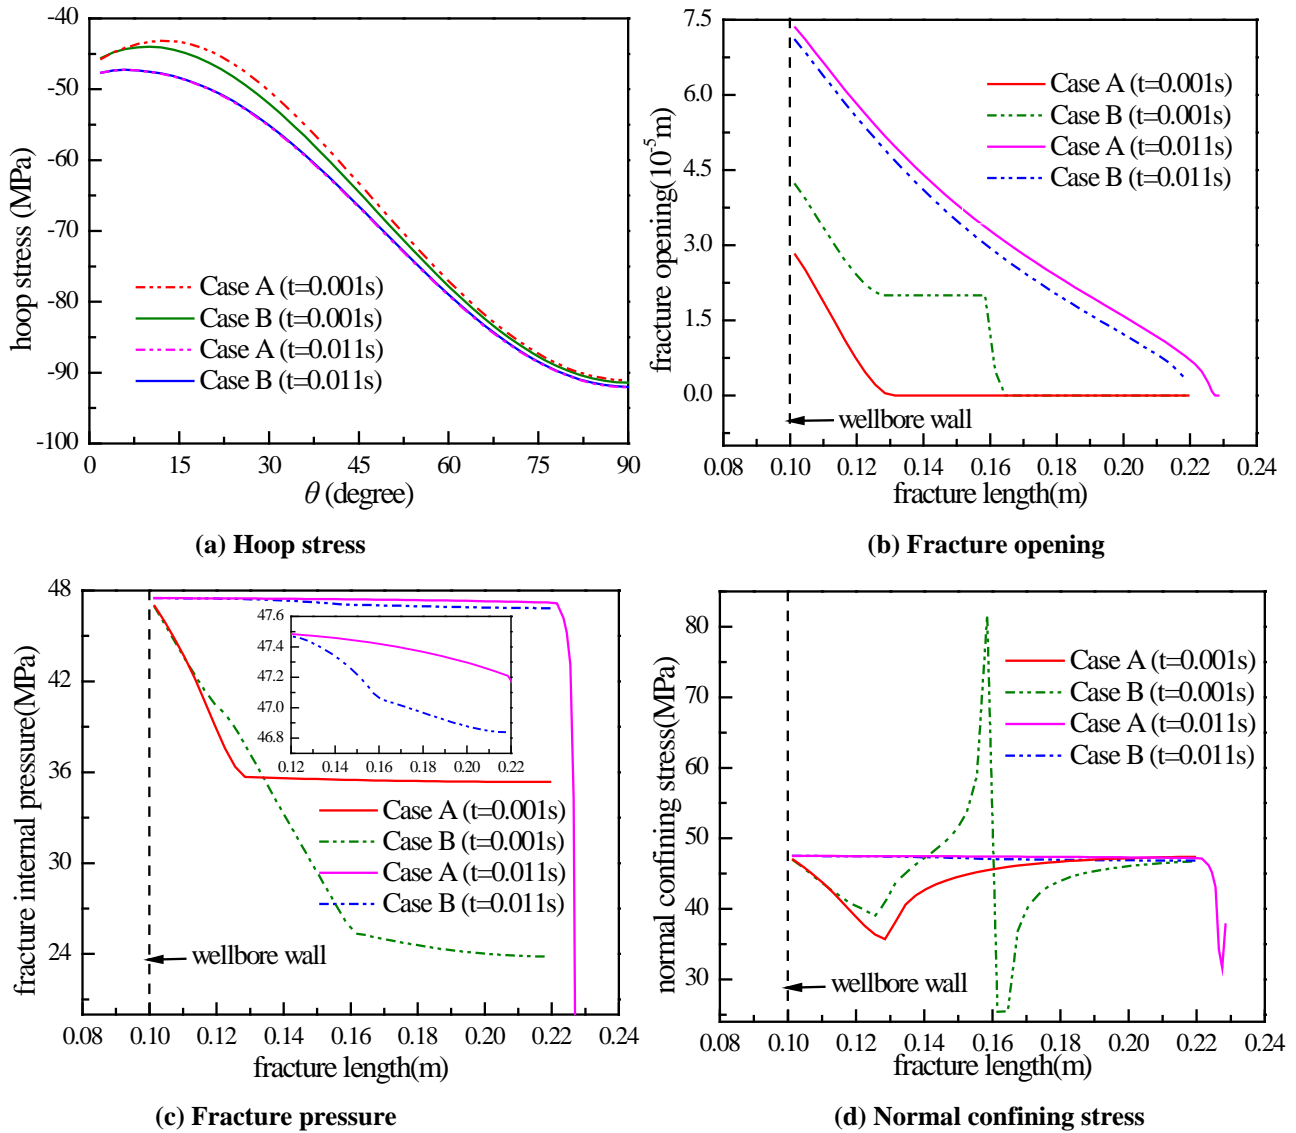 -40
-50
-60
-70
-80
-90
-100
hoop stress (MPa)
Case A (t=0.001s)
Case B (t=0.001s)
Case A (t=0.011s)
Case B (t=0.011s)
0 15 30 45 60 75 90
θ (degree)
(a) Hoop stress
7.5
6.0
4.5
3.0
1.5
0.0
fracture opening(10⁻⁵m)
Case A (t=0.001s)
Case B (t=0.001s)
Case A (t=0.011s)
Case B (t=0.011s)
wellbore wall
0.08 0.10 0.12 0.14 0.16 0.18 0.20 0.22 0.24
fracture length(m)
(b) Fracture opening
48
42
36
30
24
fracture internal pressure(MPa)
47.6
47.4
47.2
47.0
46.8
0.12 0.14 0.16 0.18 0.20 0.22
Case A (t=0.001s)
Case B (t=0.001s)
Case A (t=0.011s)
Case B (t=0.011s)
wellbore wall
0.08 0.10 0.12 0.14 0.16 0.18 0.20 0.22 0.24
fracture length(m)
(c) Fracture pressure
80
70
60
50
40
30
normal confining stress(MPa)
Case A (t=0.001s)
Case B (t=0.001s)
Case A (t=0.011s)
Case B (t=0.011s)
wellbore wall
0.08 0.10 0.12 0.14 0.16 0.18 0.20 0.22 0.24
fracture length(m)
(d) Normal confining stress